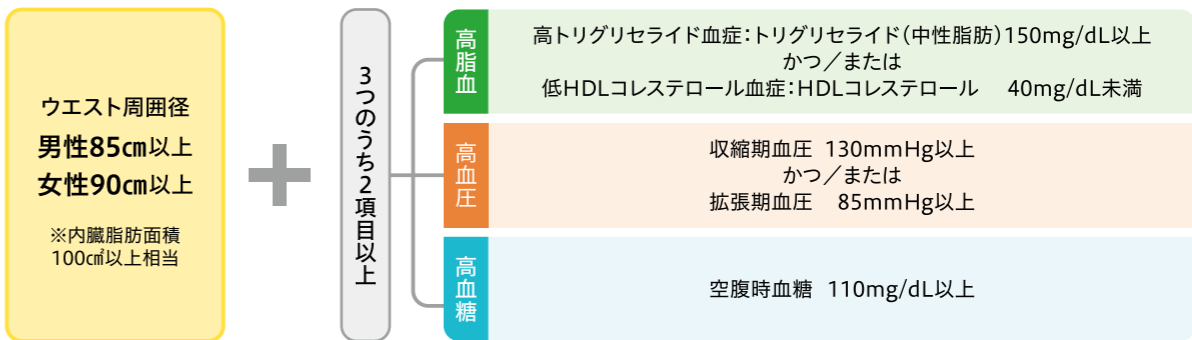 ウエスト周囲径
男性85㎝以上
女性90㎝以上
※内臓脂肪面積
100㎠以上相当
3つのうち2項目以上
高脂血
高トリグリセライド血症：トリグリセライド（中性脂肪）150mg/dL以上
かつ／または
低HDLコレステロール血症：HDLコレステロール 40mg/dL未満
高血圧
収縮期血圧 130mmHg以上
かつ／または
拡張期血圧 85mmHg以上
高血糖
空腹時血糖 110mg/dL以上